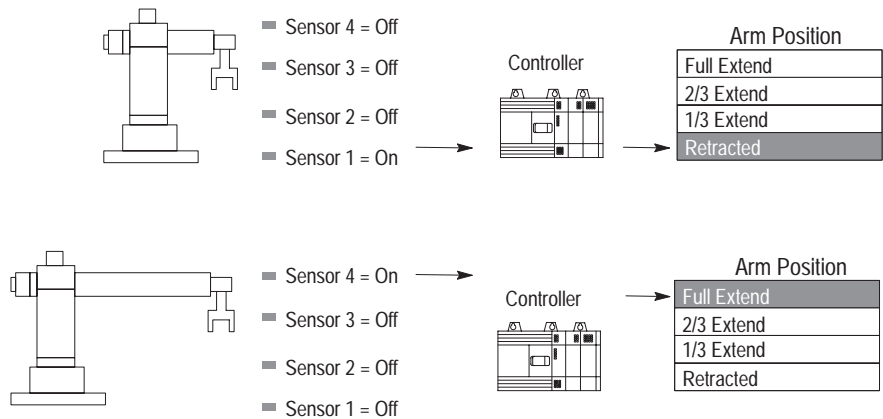 Sensor 4 = Off
Sensor 3 = Off
Sensor 2 = Off
Sensor 1 = On
Controller
Arm Position
Full Extend
2/3 Extend
1/3 Extend
Retracted
Sensor 4 = On
Sensor 3 = Off
Sensor 2 = Off
Sensor 1 = Off
Controller
Arm Position
Full Extend
2/3 Extend
1/3 Extend
Retracted